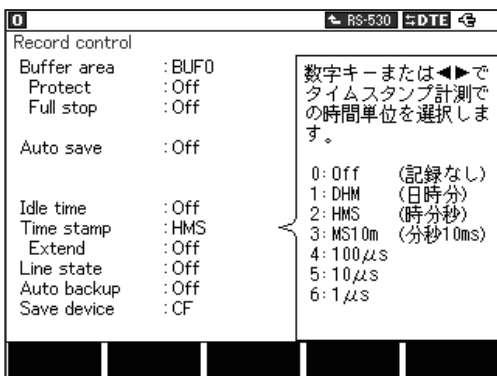 0 RS-530 DTE
Record control
Buffer area :BUF0
Protect :Off
Full stop :Off
Auto save :Off
Idle time :Off
Time stamp :HMS
Extend :Off
Line state :Off
Auto backup :Off
Save device :CF
数字キーまたは◀▶で
タイムスタンプ計測で
の時間単位を選択しま
す。
0:Off (記録なし)
1:DHM (日時分)
2:HMS (時分秒)
3:MS10m (分秒10ms)
4:100μs
5:10μs
6:1μs